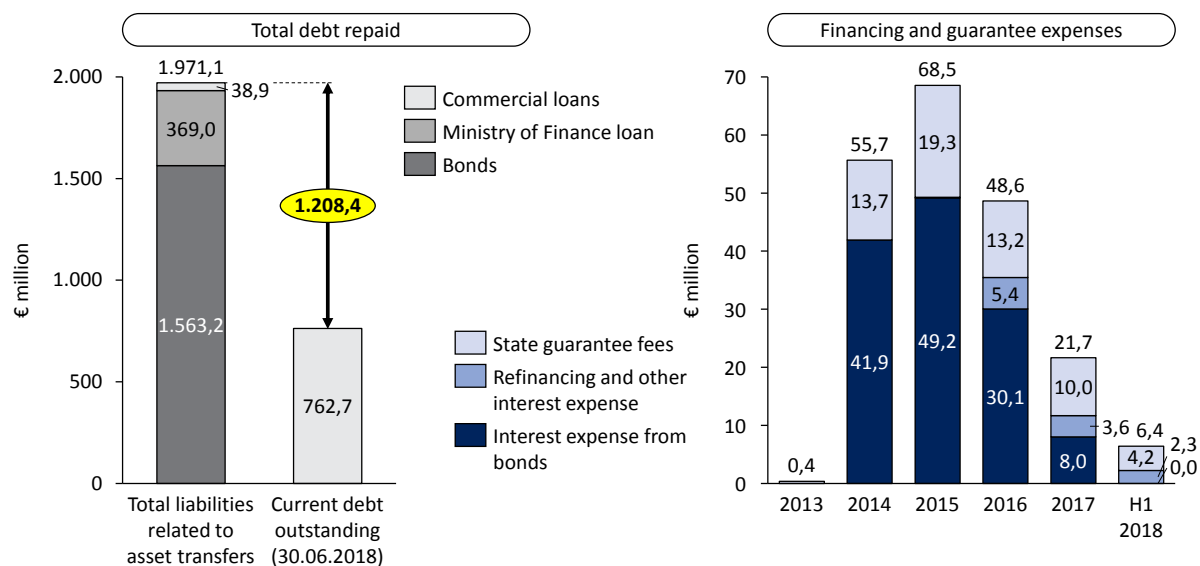 Total debt repaid
€ million
2.000
1.500
1.000
500
0
1.971,1
38,9
369,0
1.563,2
1.208,4
762,7
Total liabilities
related to
asset transfers
Current debt
outstanding
(30.06.2018)
Commercial loans
Ministry of Finance loan
Bonds
State guarantee fees
Refinancing and other
interest expense
Interest expense from
bonds
Financing and guarantee expenses
€ million
70
60
50
40
30
20
10
0
0,4
55,7
13,7
41,9
68,5
19,3
49,2
48,6
13,2
5,4
30,1
21,7
10,0
3,6
8,0
6,4
4,2
2,3
0,0
2013
2014
2015
2016
2017
H1
2018